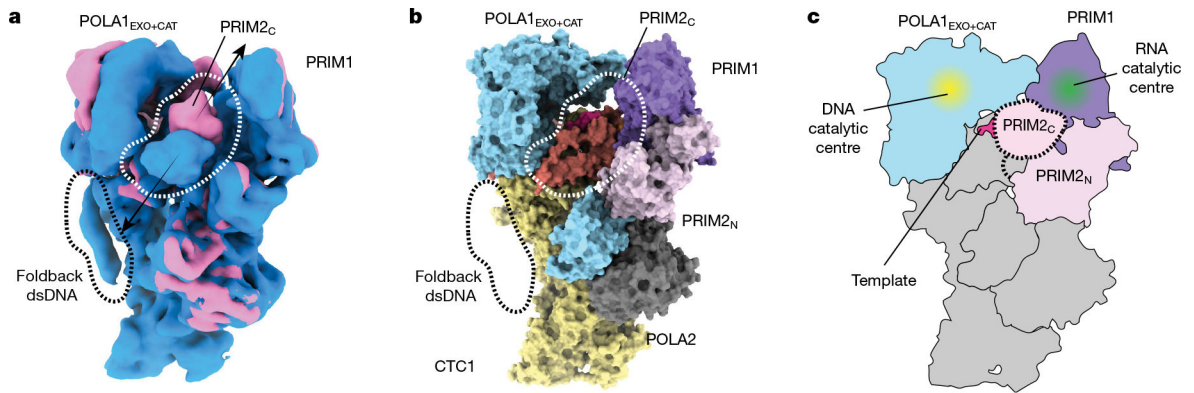 a
POLA1EXO+CAT
PRIM2C
PRIM1
Foldback
dsDNA
b
POLA1EXO+CAT
PRIM2C
PRIM1
PRIM2N
Foldback
dsDNA
POLA2
CTC1
c
POLA1EXO+CAT
PRIM1
RNA
catalytic
centre
DNA
catalytic
centre
PRIM2C
PRIM2N
Template